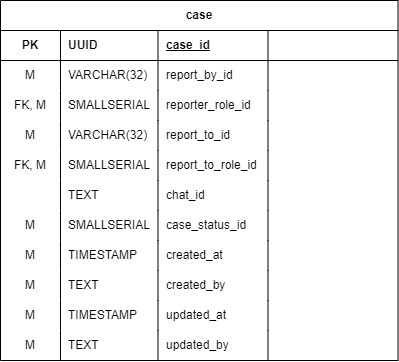 case
PK UUID case_id
M VARCHAR(32) report_by_id
FK, M SMALLSERIAL reporter_role_id
M VARCHAR(32) report_to_id
FK, M SMALLSERIAL report_to_role_id
TEXT chat_id
M SMALLSERIAL case_status_id
M TIMESTAMP created_at
M TEXT created_by
M TIMESTAMP updated_at
M TEXT updated_by